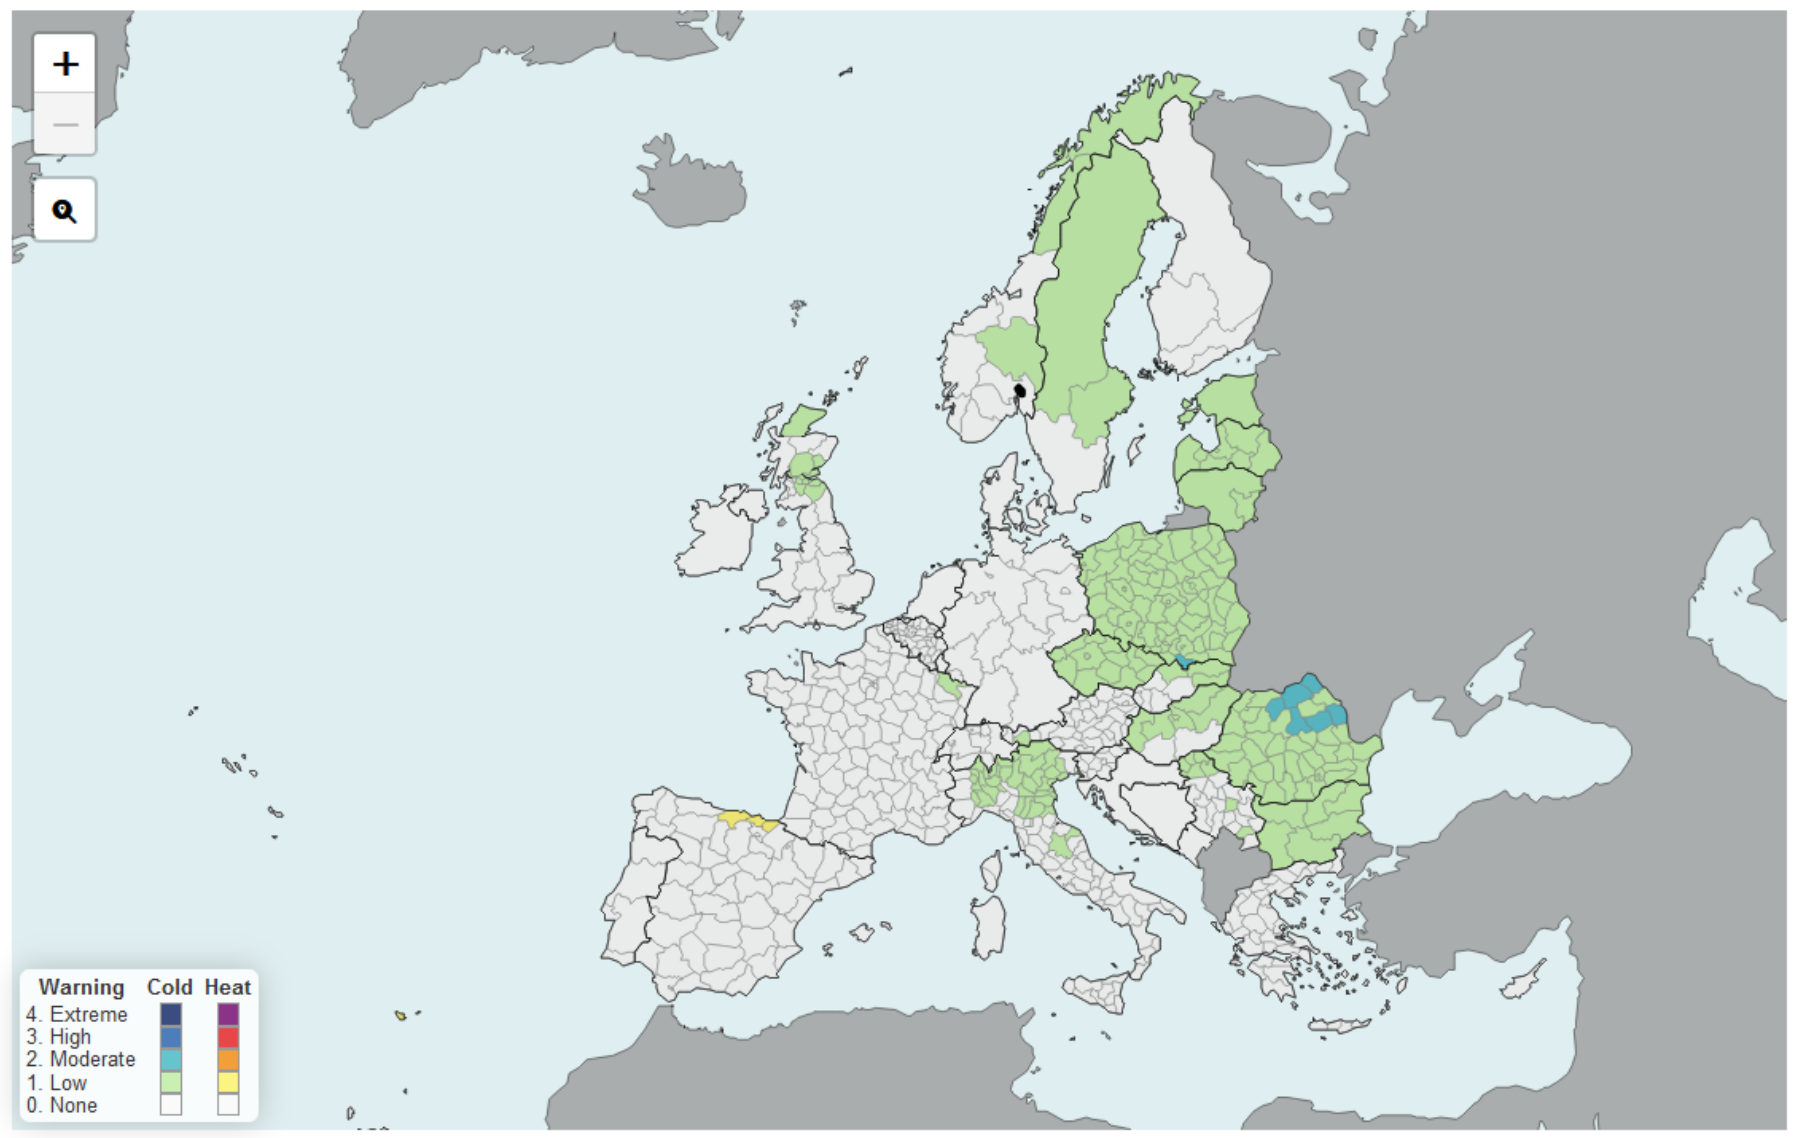 +
−
Warning Cold Heat
4. Extreme
3. High
2. Moderate
1. Low
0. None